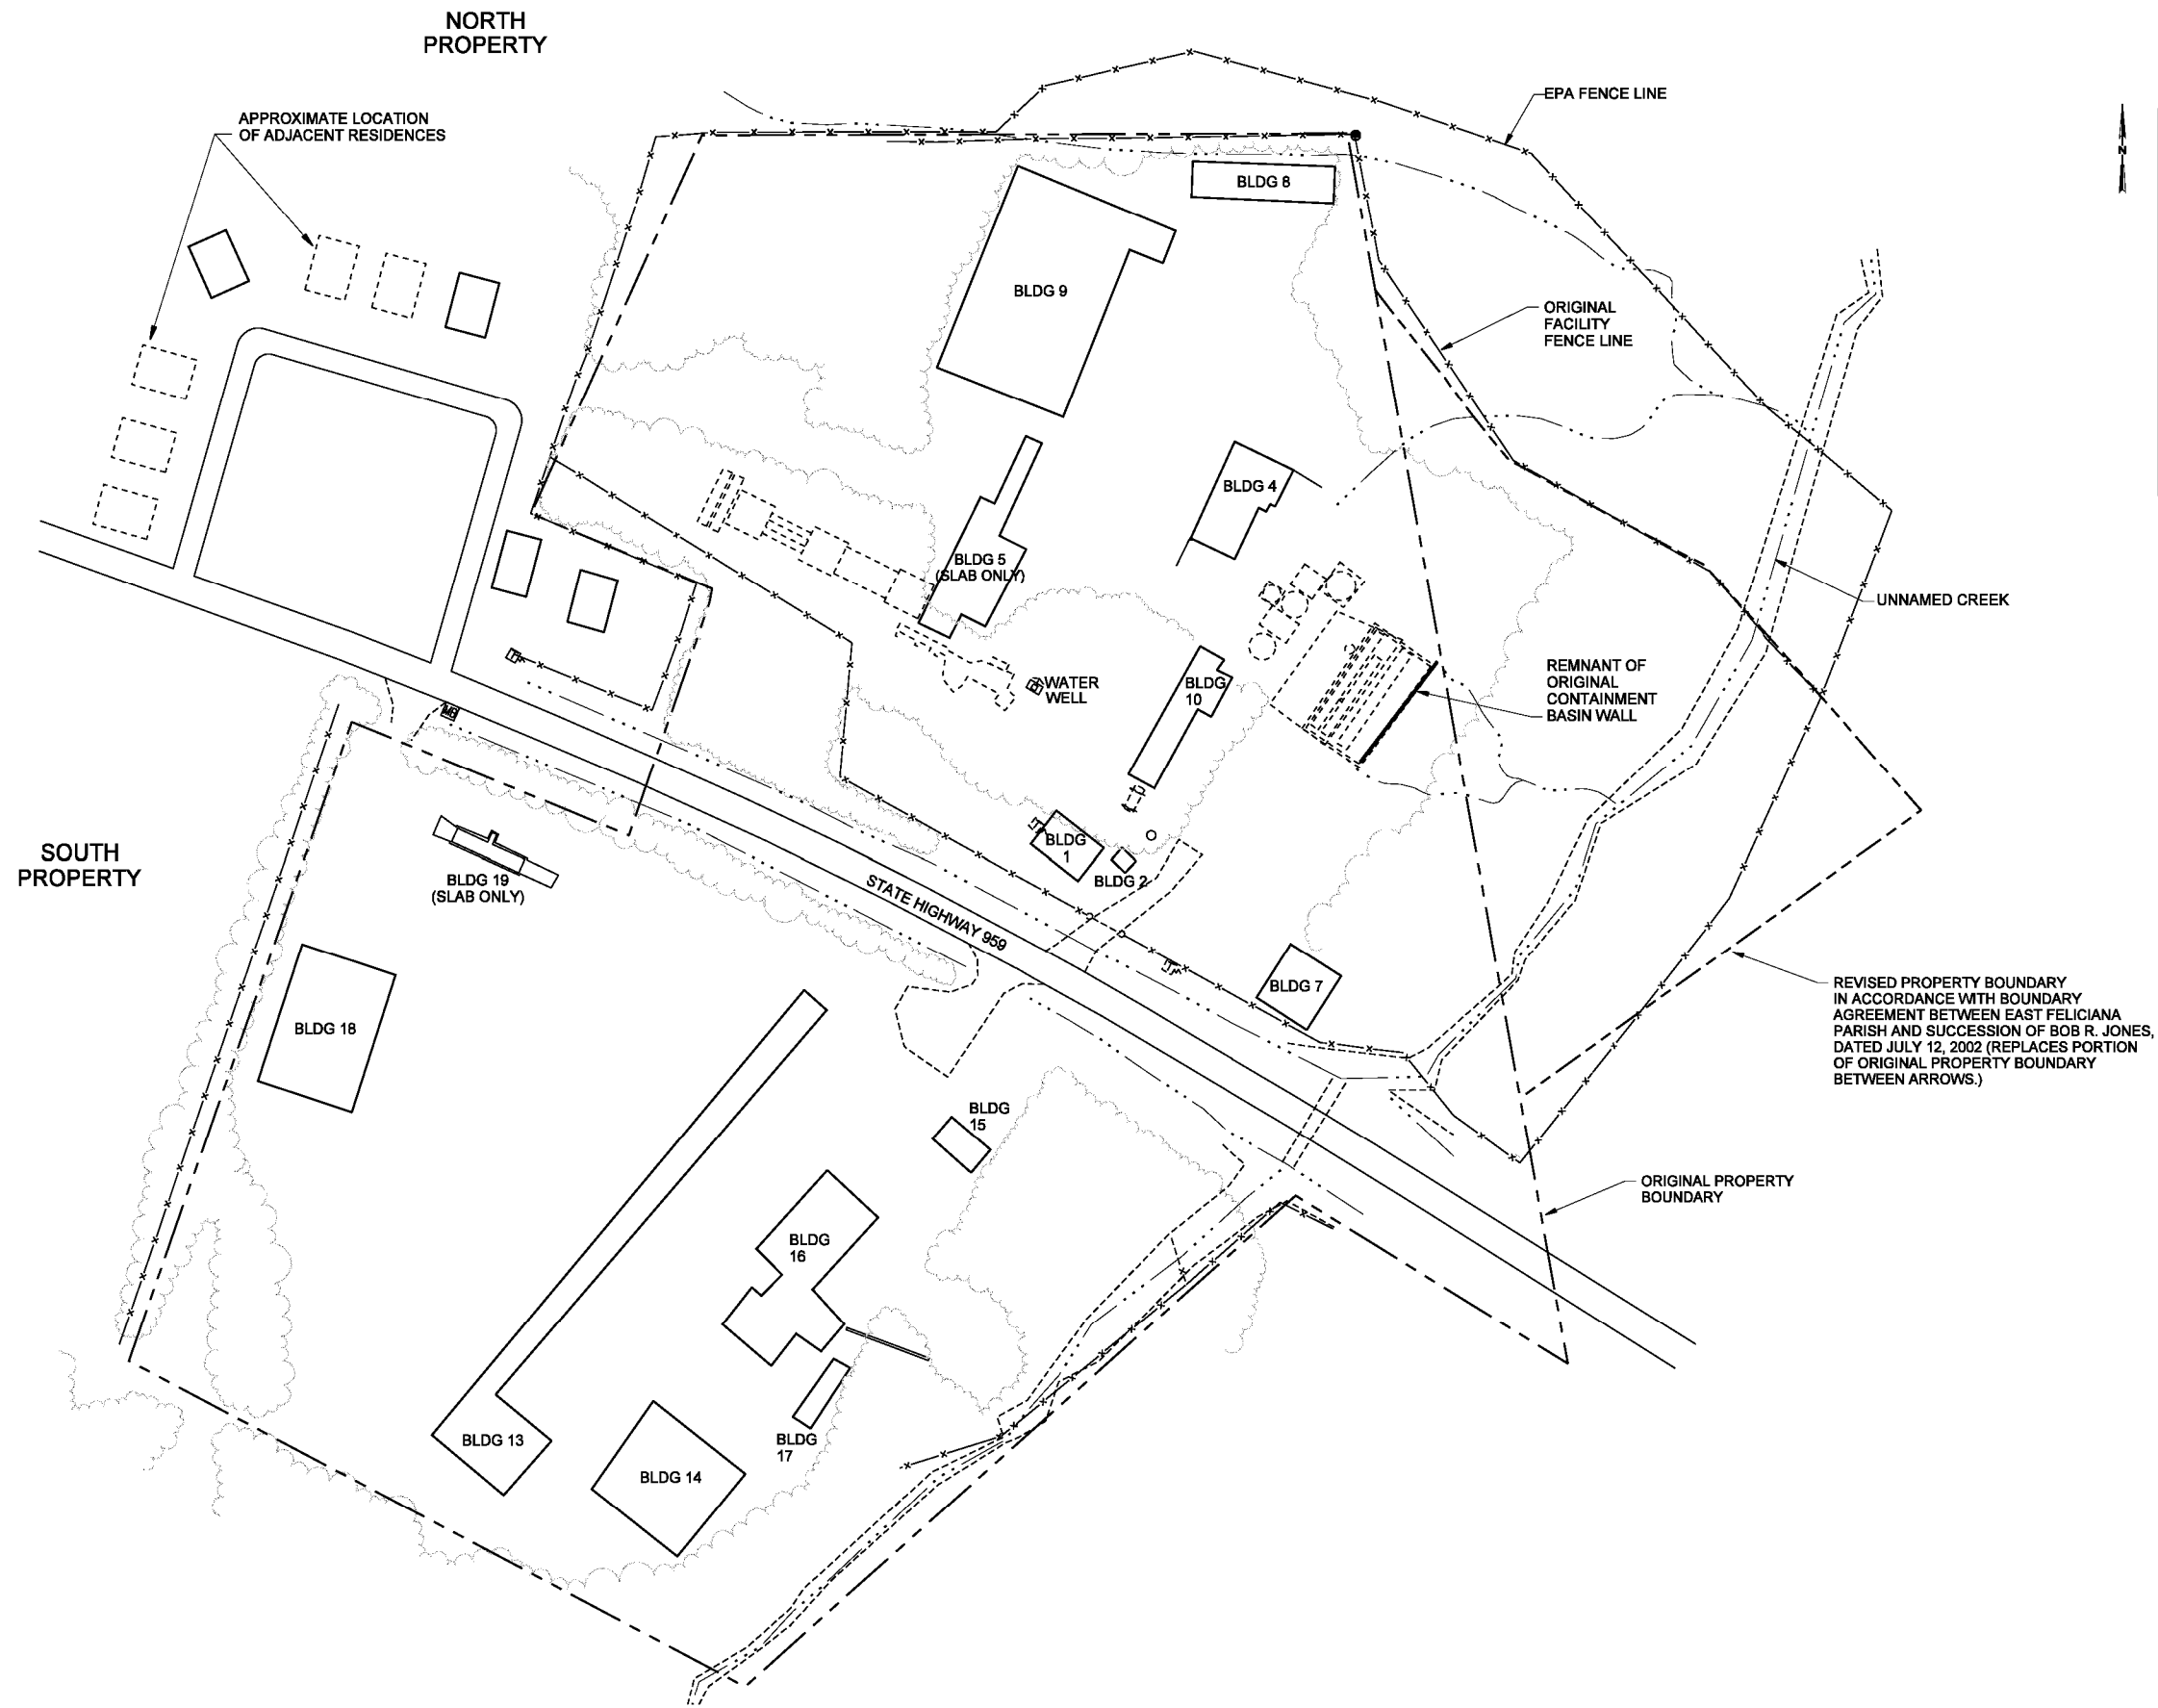 NORTH
PROPERTY
EPA FENCE LINE
APPROXIMATE LOCATION
OF ADJACENT RESIDENCES
N
BLDG 8
BLDG 9
ORIGINAL
FACILITY
FENCE LINE
BLDG 4
BLDG 5
(SLAB ONLY)
UNNAMED CREEK
REMNANT OF
ORIGINAL
CONTAINMENT
BASIN WALL
WATER
WELL
BLDG
10
MB
BLDG
1
BLDG 2
SOUTH
PROPERTY
BLDG 19
(SLAB ONLY)
STATE HIGHWAY 959
BLDG 7
REVISED PROPERTY BOUNDARY
IN ACCORDANCE WITH BOUNDARY
AGREEMENT BETWEEN EAST FELICIANA
PARISH AND SUCCESSION OF BOB R. JONES,
DATED JULY 12, 2002 (REPLACES PORTION
OF ORIGINAL PROPERTY BOUNDARY
BETWEEN ARROWS.)
BLDG 18
BLDG
15
ORIGINAL PROPERTY
BOUNDARY
BLDG
16
BLDG 13
BLDG
17
BLDG 14